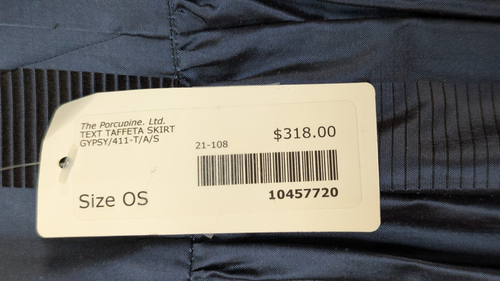 The Porcupine. Ltd.
TEXT TAFFETA SKIRT
GYPSY/411-T/A/S
21-108
$318.00
Size OS
10457720